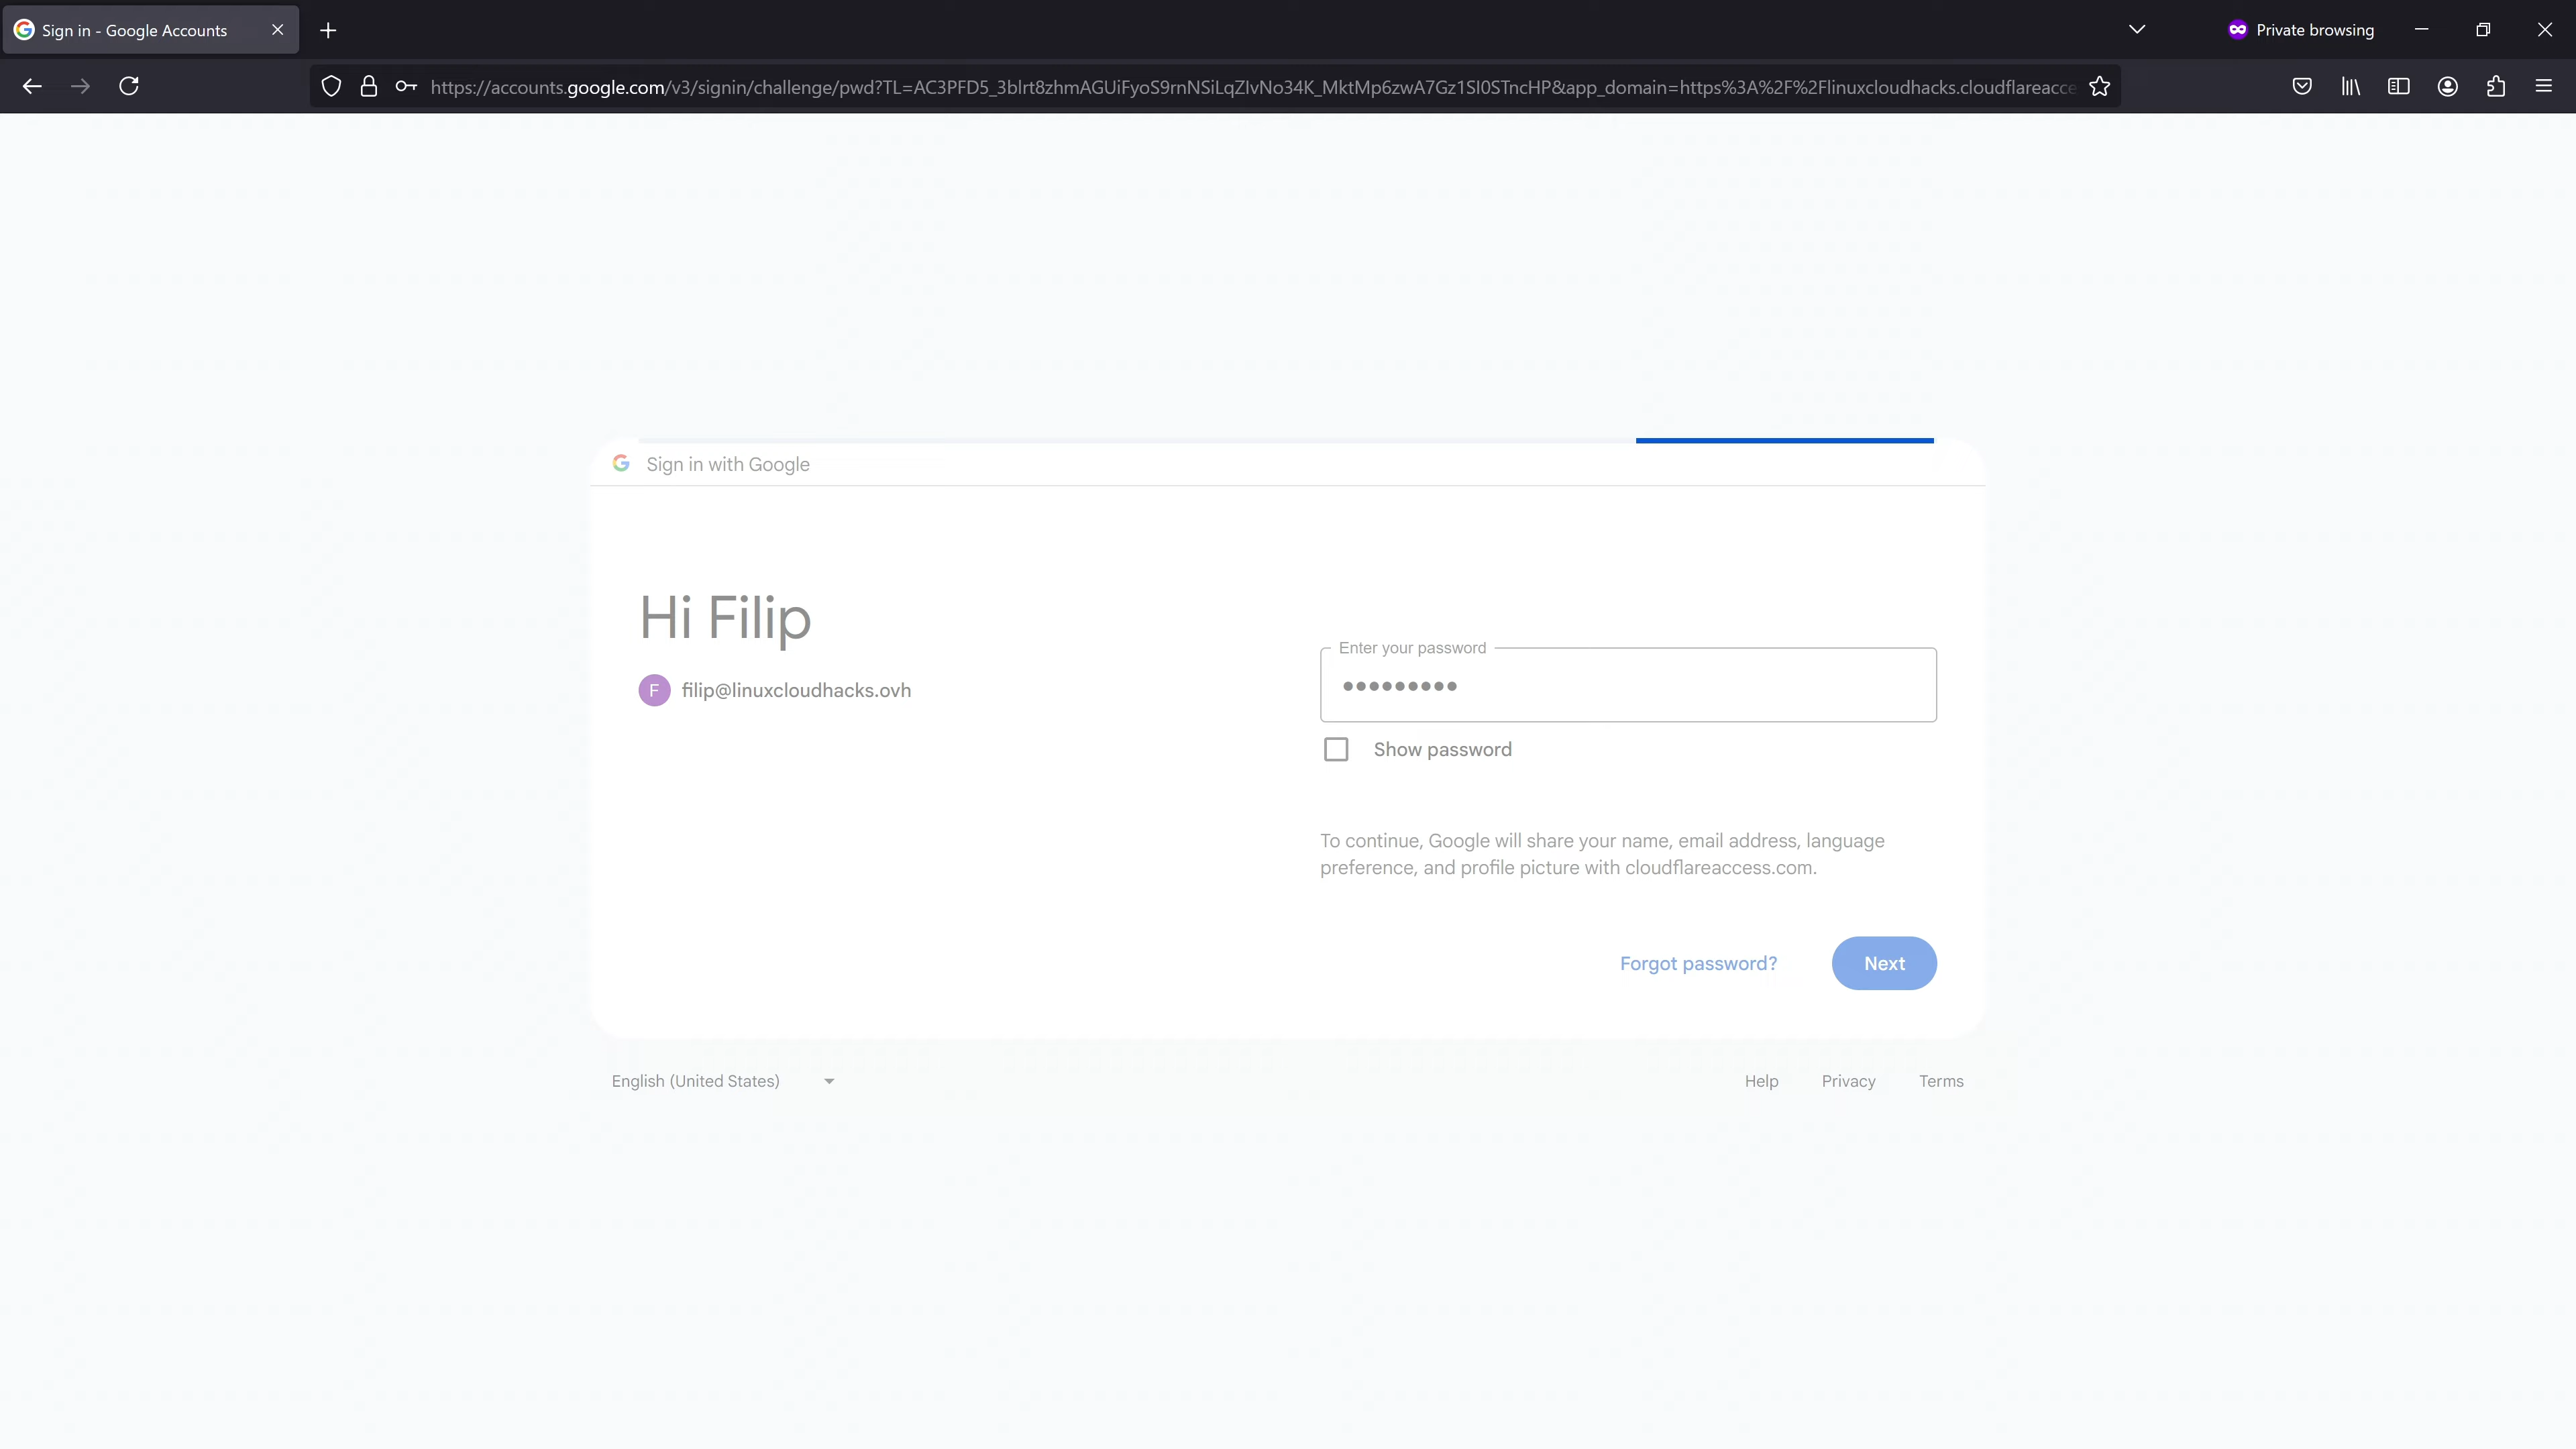 Sign in - Google Accounts
Private browsing
https://accounts.google.com/v3/signin/challenge/pwd?TL=AC3PFD5_3blrt8zhmAGUiFyoS9rnNSiLqZlvNo34K_MktMp6zwA7Gz1SI0STncHP&app_domain=https%3A%2F%2Flinuxcloudhacks.cloudflareacce
Sign in with Google
Hi Filip
F
filip@linuxcloudhacks.ovh
Enter your password
Show password
To continue, Google will share your name, email address, language
preference, and profile picture with cloudflareaccess.com.
Forgot password?
Next
English (United States)
Help
Privacy
Terms